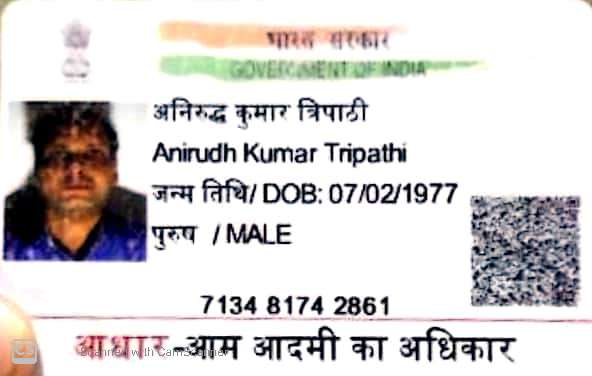 भारत सरकार
GOVERNMENT OF INDIA
अनिरुद्ध कुमार त्रिपाठी
Anirudh Kumar Tripathi
जन्म तिथि/ DOB: 07/02/1977
पुरुष / MALE
7134 8174 2861
आधार-आम आदमी का अधिकार
CS Scanned with CamScanner